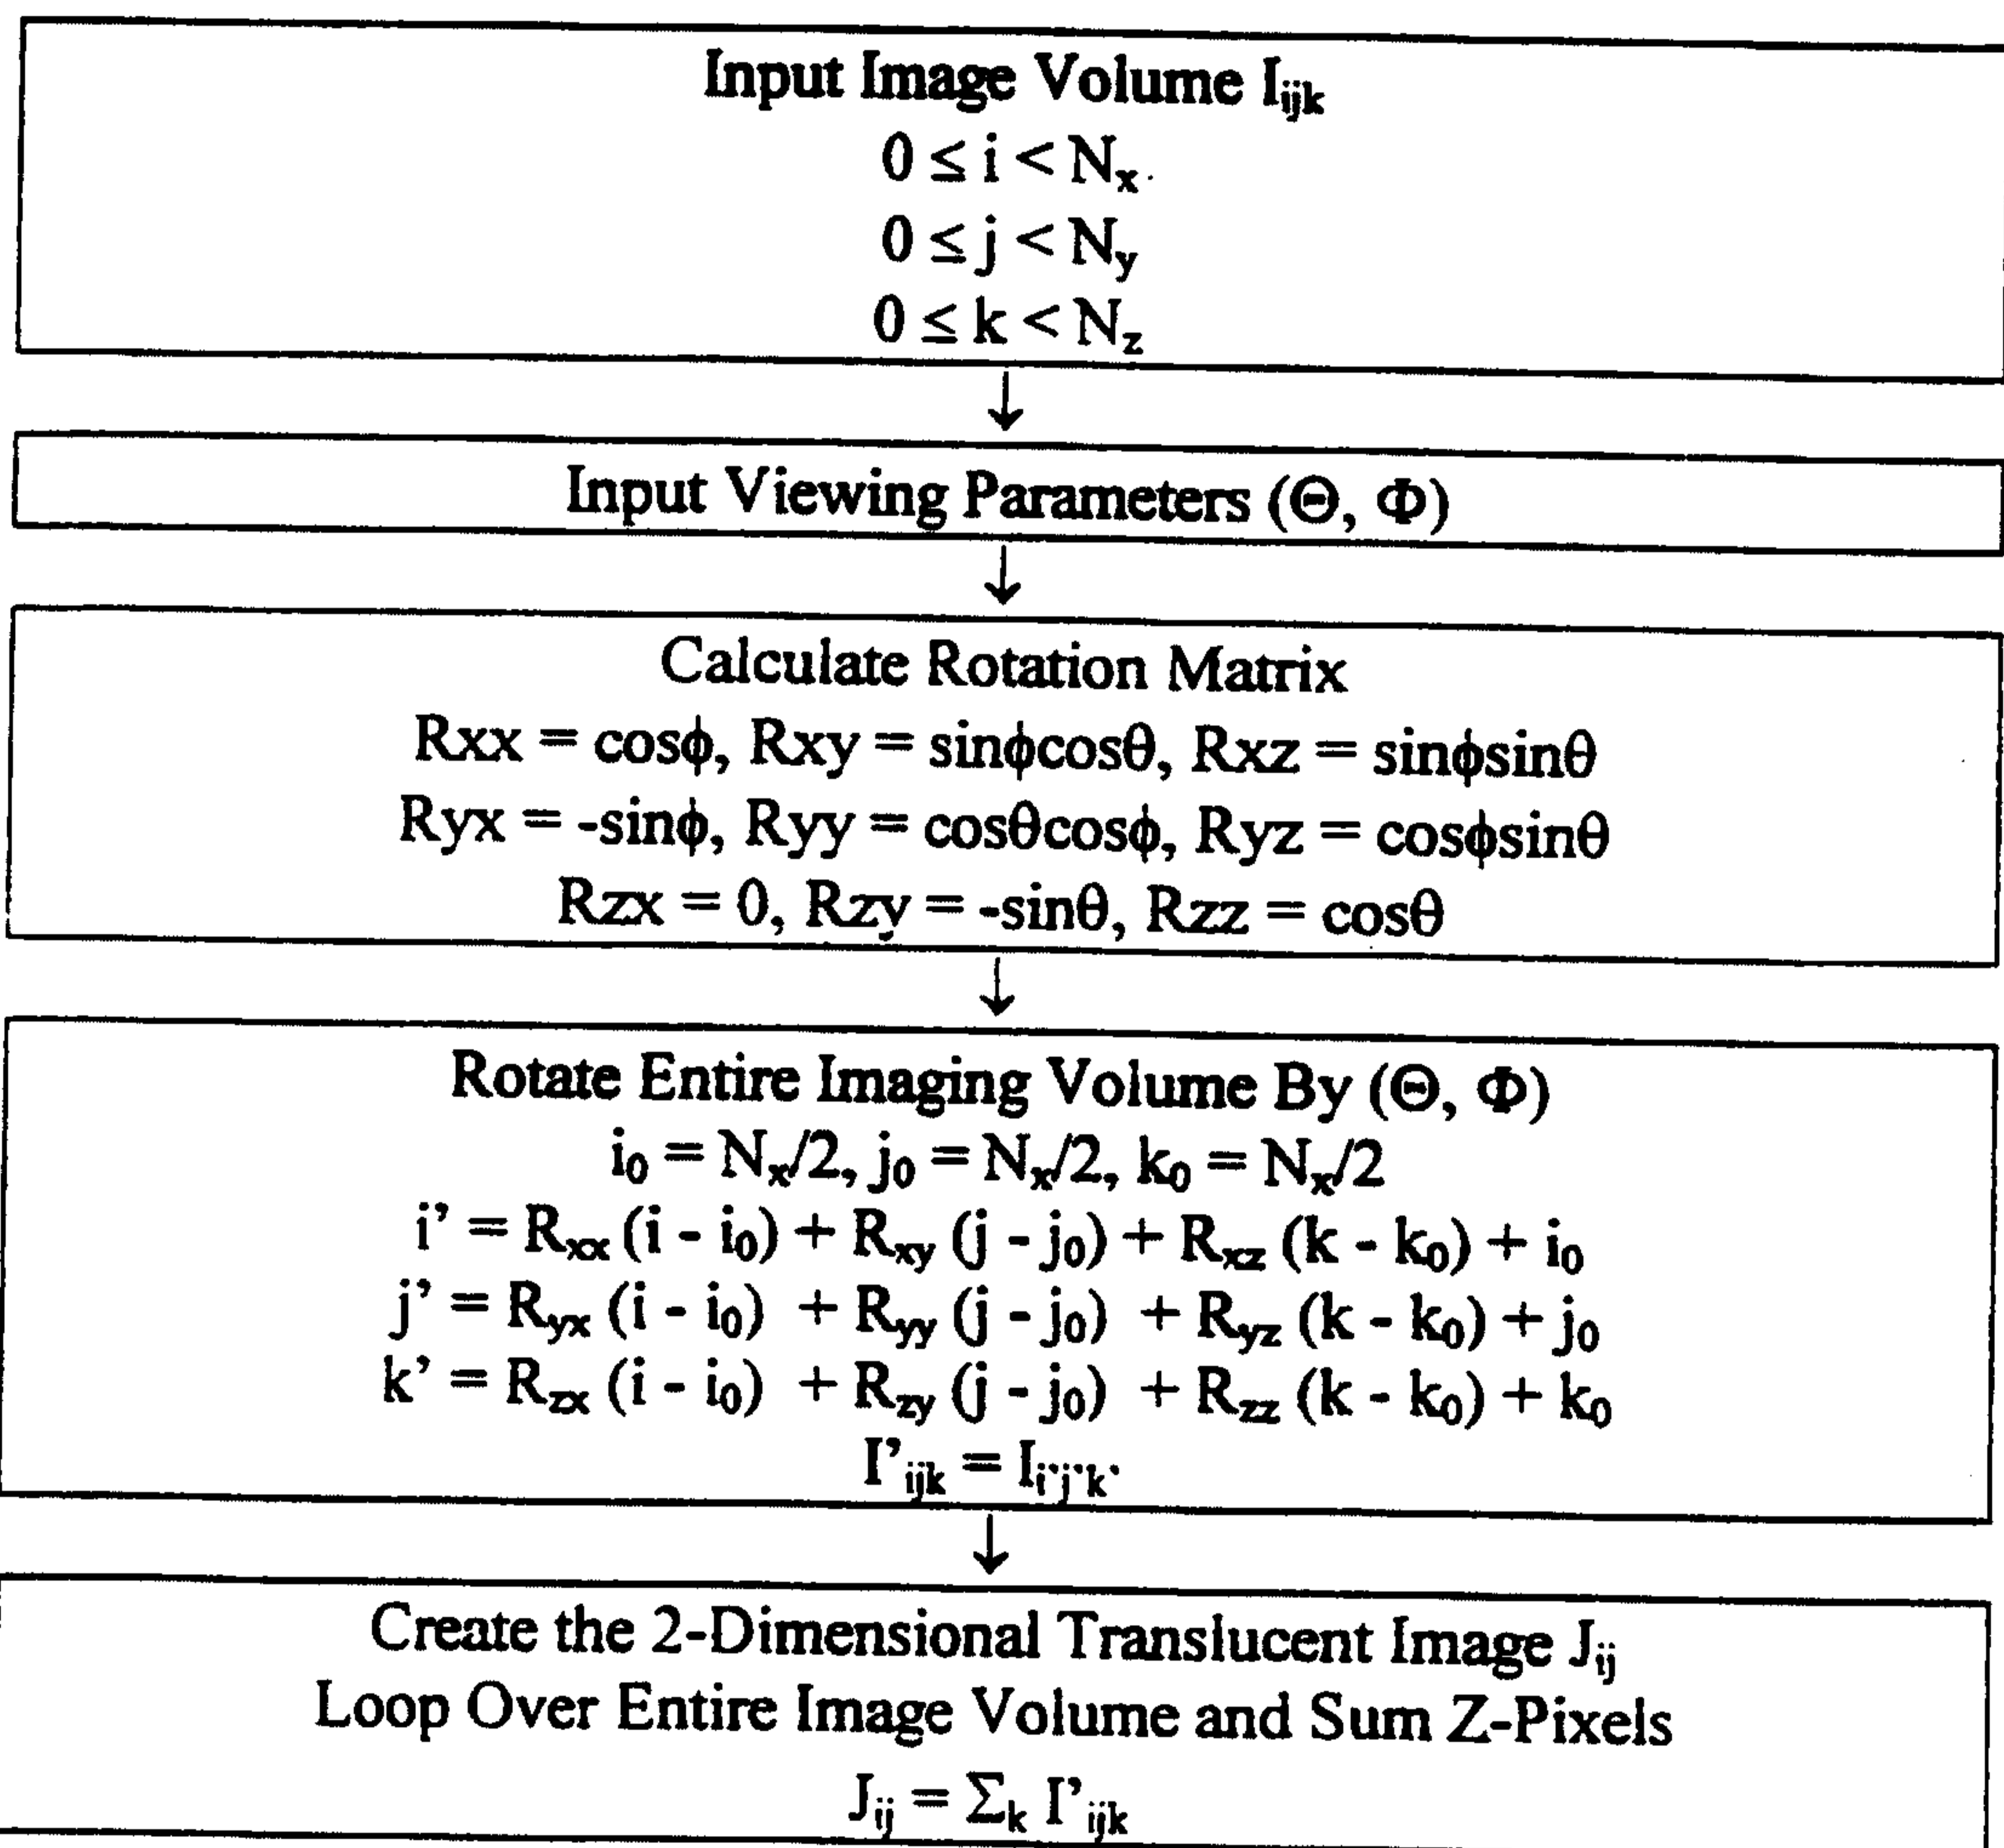 Input Image Volume Iijk
0 ≤ i < Nx
0 ≤ j < Ny
0 ≤ k < Nz
↓
Input Viewing Parameters (Θ, Φ)
↓
Calculate Rotation Matrix
Rxx = cosϕ, Rxy = sinϕcosθ, Rxz = sinϕsinθ
Ryx = -sinϕ, Ryy = cosθcosϕ, Ryz = cosϕsinθ
Rzx = 0, Rzy = -sinθ, Rzz = cosθ
↓
Rotate Entire Imaging Volume By (Θ, Φ)
i0 = Nx/2, j0 = Nx/2, k0 = Nx/2
i’ = Rxx (i - i0) + Rxy (j - j0) + Rxz (k - k0) + i0
j’ = Ryx (i - i0) + Ryy (j - j0) + Ryz (k - k0) + j0
k’ = Rzx (i - i0) + Rzy (j - j0) + Rzz (k - k0) + k0
I’ijk = Ii'j'k'
↓
Create the 2-Dimensional Translucent Image Jij
Loop Over Entire Image Volume and Sum Z-Pixels
Jij = Σk I’ijk